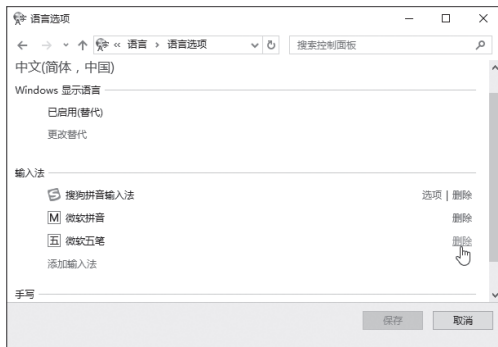 语言选项
« 语言 › 语言选项 搜索控制面板
中文(简体，中国)
Windows 显示语言
已启用(替代)
更改替代
输入法
搜狗拼音输入法 选项 | 删除
M 微软拼音 删除
五 微软五笔 删除
添加输入法
手写
保存 取消